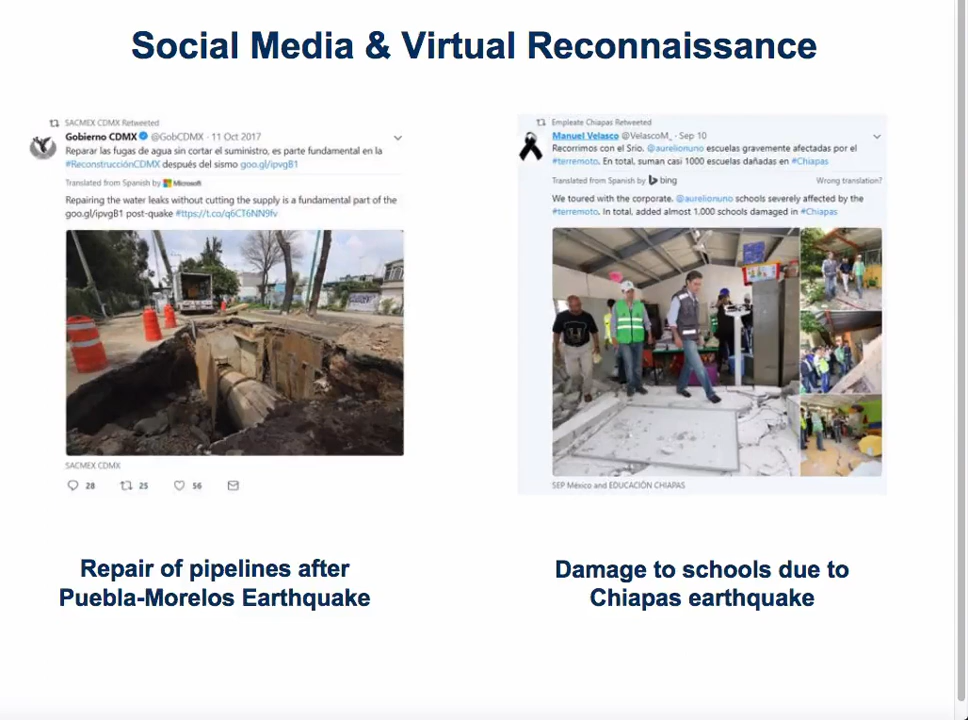 Social Media & Virtual Reconnaissance
SACMEX CDMX Retweeted
Gobierno CDMX @GobCDMX · 11 Oct 2017
Reparar las fugas de agua sin cortar el suministro, es parte fundamental en la
#ReconstrucciónCDMX después del sismo goo.gl/ipvgB1
Translated from Spanish by Microsoft
Repairing the water leaks without cutting the supply is a fundamental part of the
goo.gl/ipvgB1 post-quake #ttps://t.co/q6CT6NN9fv
SACMEX CDMX
28 25 56
Repair of pipelines after
Puebla-Morelos Earthquake
Empleate Chiapas Retweeted
Manuel Velasco @VelascoM_ · Sep 10
Recorrimos con el Srio. @aurelionuno escuelas gravemente afectadas por el
#terremoto. En total, suman casi 1000 escuelas dañadas en #Chiapas
Translated from Spanish by bing
Wrong translation?
We toured with the corporate. @aurelionuno schools severely affected by the
#terremoto. In total, added almost 1.000 schools damaged in #Chiapas
SEP México and EDUCACIÓN CHIAPAS
Damage to schools due to
Chiapas earthquake